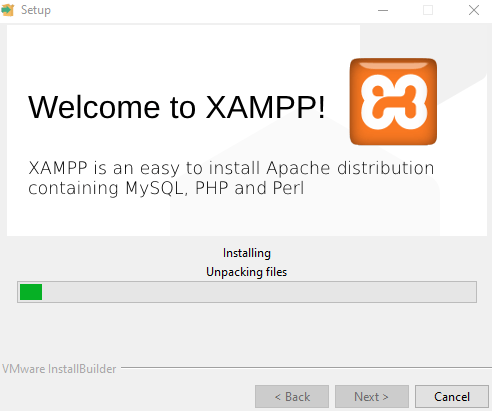 Setup
Welcome to XAMPP!
XAMPP is an easy to install Apache distribution
containing MySQL, PHP and Perl
Installing
Unpacking files
VMware InstallBuilder
< Back
Next >
Cancel